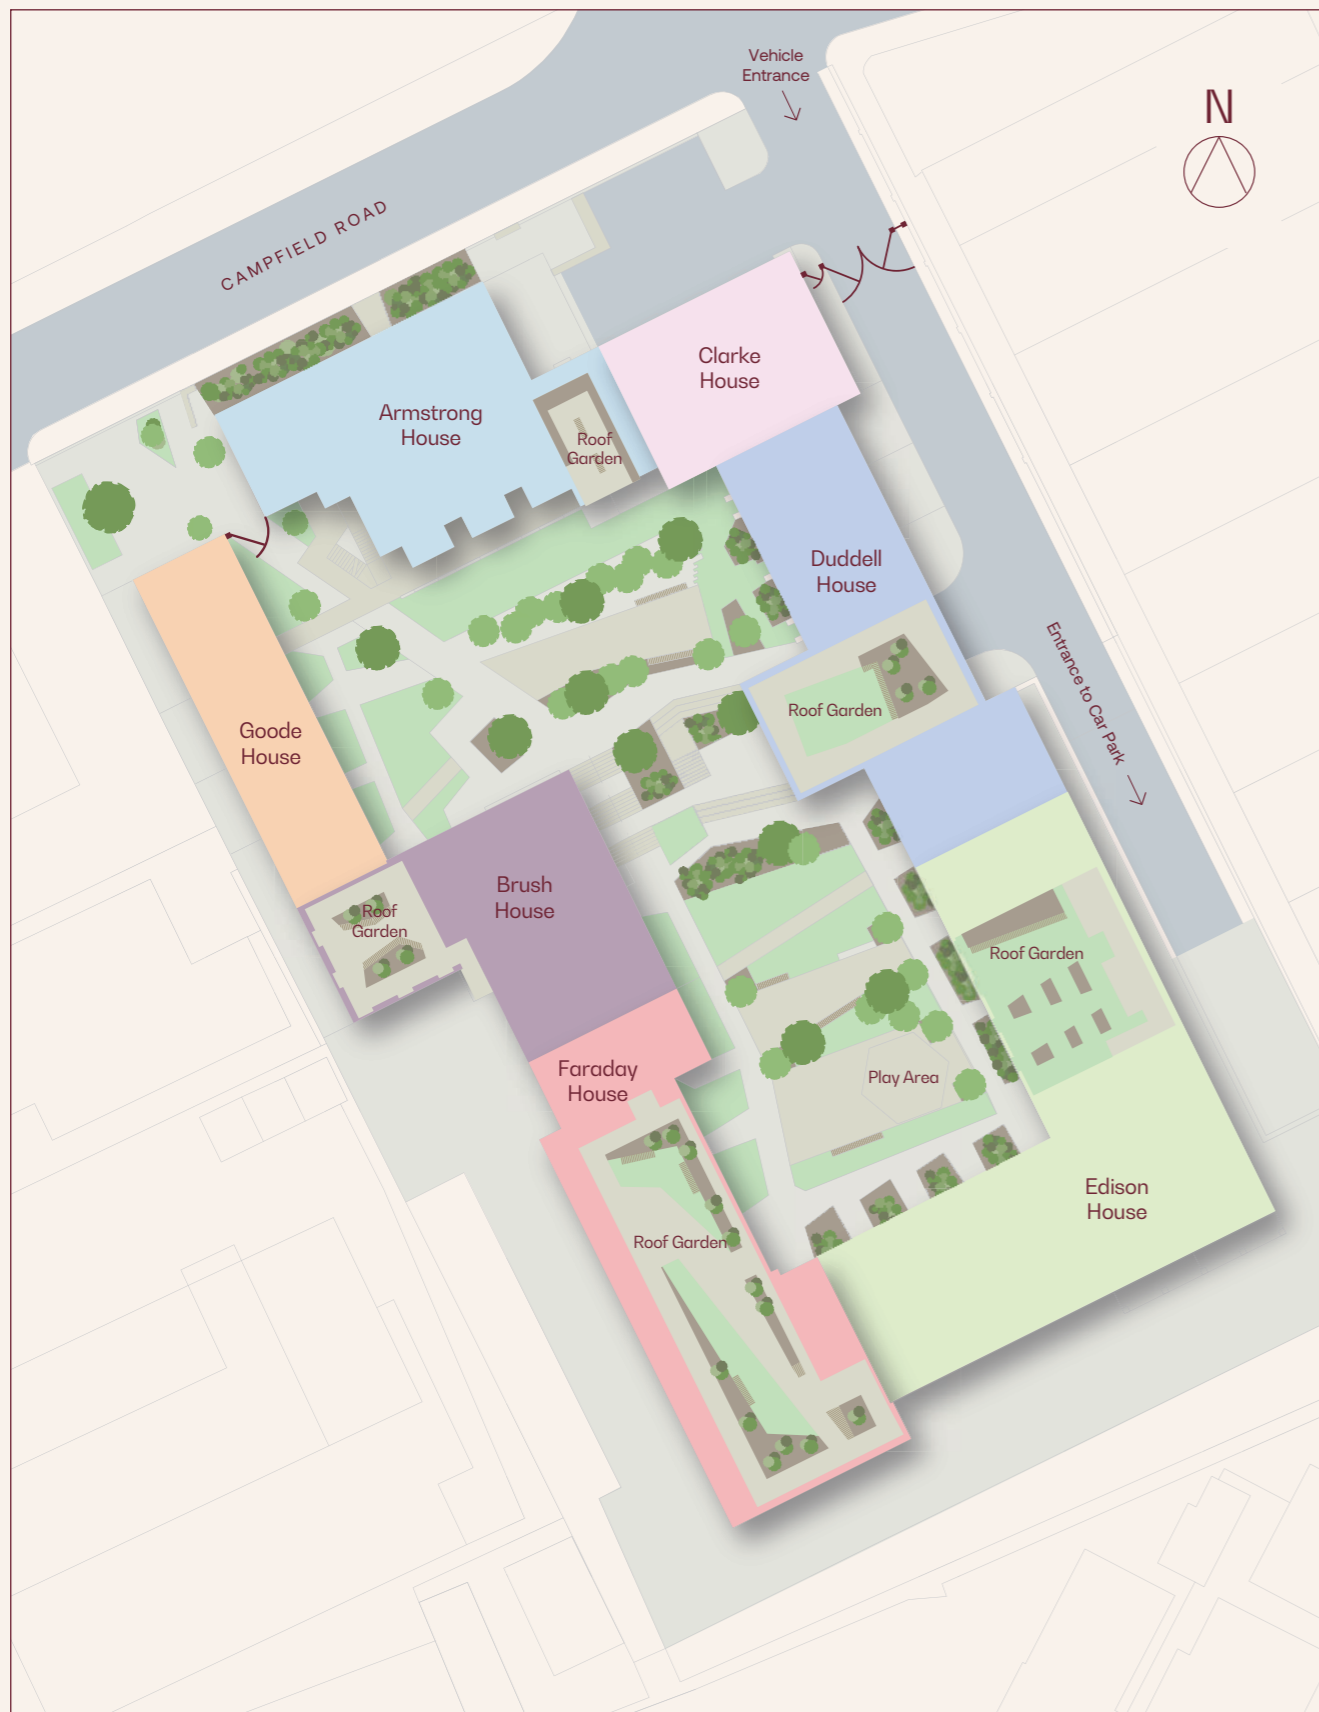 Vehicle
Entrance
N
CAMPFIELD ROAD
Clarke
House
Armstrong
House
Roof
Garden
Duddell
House
Entrance to Car Park
Roof Garden
Goode
House
Brush
House
Roof
Garden
Roof Garden
Faraday
House
Play Area
Edison
House
Roof Garden